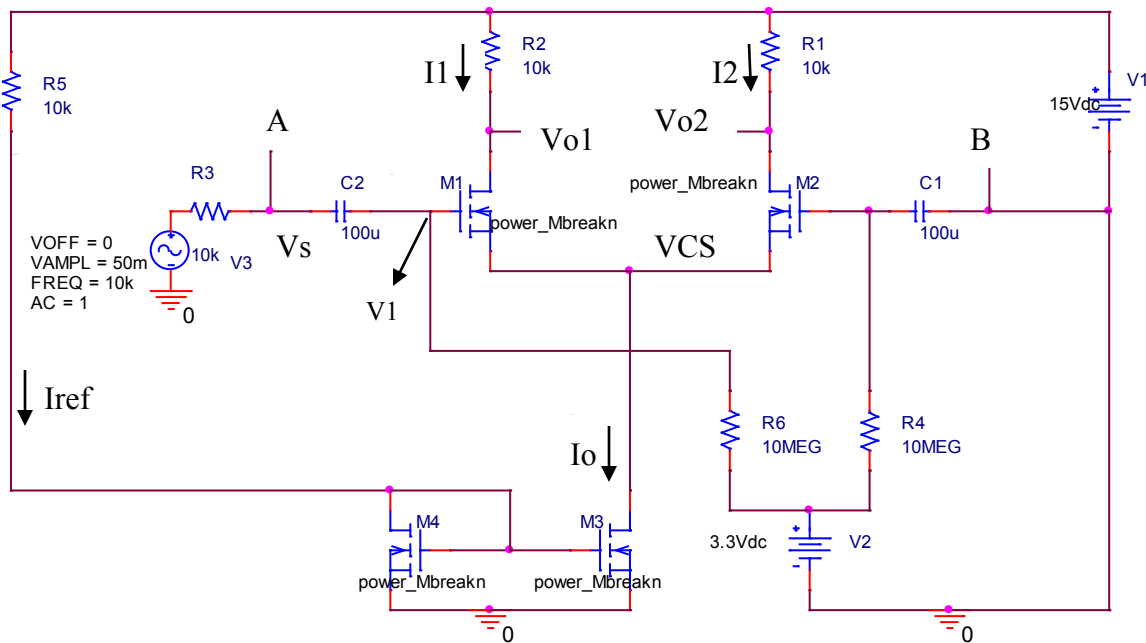 R5
10k
I1
R2
10k
I2
R1
10k
V1
15Vdc
A
Vo1
Vo2
B
R3
10k
C2
100u
M1
power_Mbreakn
power_Mbreakn
M2
C1
100u
VOFF = 0
VAMPL = 50m
FREQ = 10k
AC = 1
V3
0
Vs
V1
VCS
Iref
Io
R6
10MEG
R4
10MEG
M4
power_Mbreakn
M3
power_Mbreakn
3.3Vdc
V2
0
0